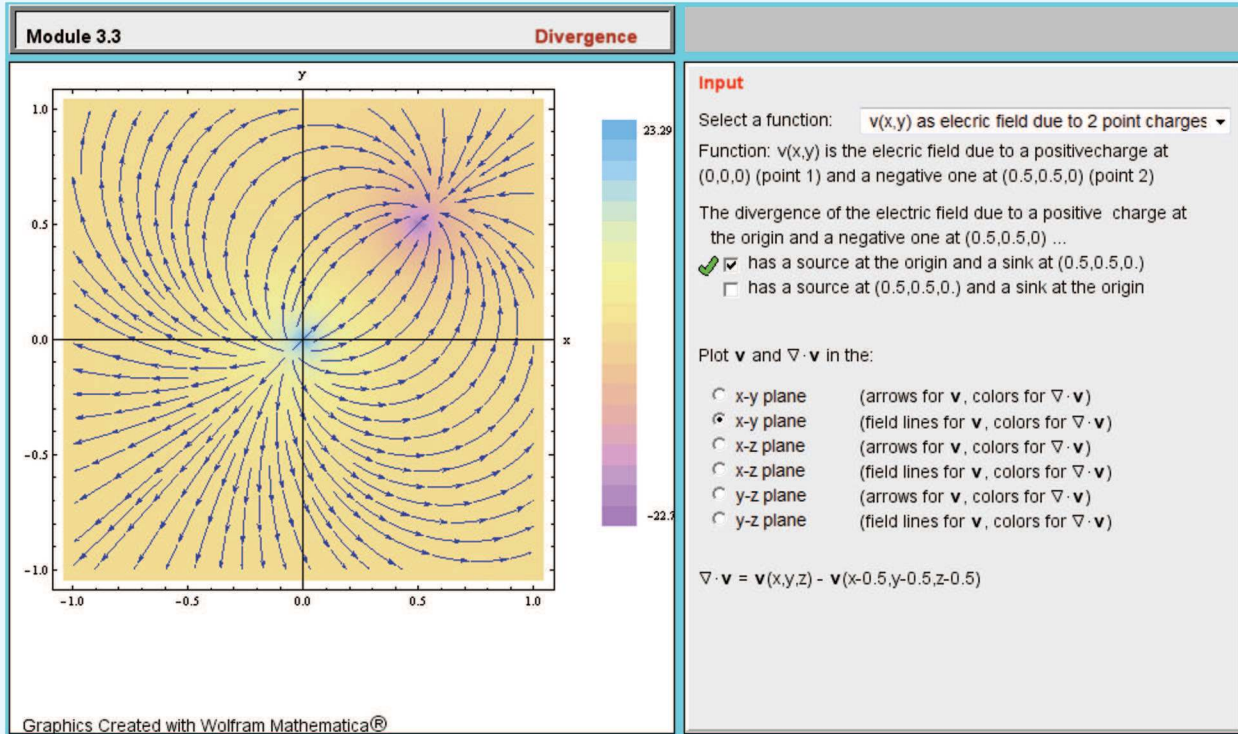 Module 3.3
Divergence
y
1.0
0.5
0.0
-0.5
-1.0
-1.0
-0.5
0.0
0.5
1.0
x
23.29
-22.7
Graphics Created with Wolfram Mathematica®
Input
Select a function: v(x,y) as elecric field due to 2 point charges
Function: v(x,y) is the elecric field due to a positivecharge at
(0,0,0) (point 1) and a negative one at (0.5,0.5,0) (point 2)
The divergence of the electric field due to a positive charge at
the origin and a negative one at (0.5,0.5,0) ...
has a source at the origin and a sink at (0.5,0.5,0.)
has a source at (0.5,0.5,0.) and a sink at the origin
Plot v and ∇·v in the:
x-y plane (arrows for v, colors for ∇·v)
x-y plane (field lines for v, colors for ∇·v)
x-z plane (arrows for v, colors for ∇·v)
x-z plane (field lines for v, colors for ∇·v)
y-z plane (arrows for v, colors for ∇·v)
y-z plane (field lines for v, colors for ∇·v)
∇·v = v(x,y,z) - v(x-0.5,y-0.5,z-0.5)